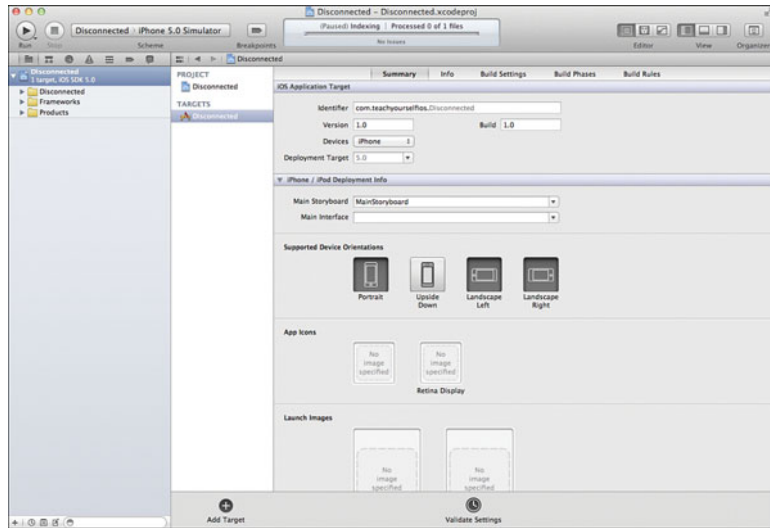 Disconnected – Disconnected.xcodeproj
Disconnected iPhone 5.0 Simulator
(Paused) Indexing | Processed 0 of 1 files
No Issues
Run Stop Scheme Breakpoints Editor View Organizer
Disconnected
Disconnected
1 target, iOS SDK 5.0
Disconnected
Frameworks
Products
PROJECT
Disconnected
TARGETS
Disconnected
Summary Info Build Settings Build Phases Build Rules
iOS Application Target
Identifier com.teachyourselfios.Disconnected
Version 1.0 Build 1.0
Devices iPhone
Deployment Target 5.0
iPhone / iPod Deployment Info
Main Storyboard MainStoryboard
Main Interface
Supported Device Orientations
Portrait
Upside Down
Landscape Left
Landscape Right
App Icons
No image specified
No image specified
Retina Display
Launch Images
No image specified
No image specified
Add Target
Validate Settings